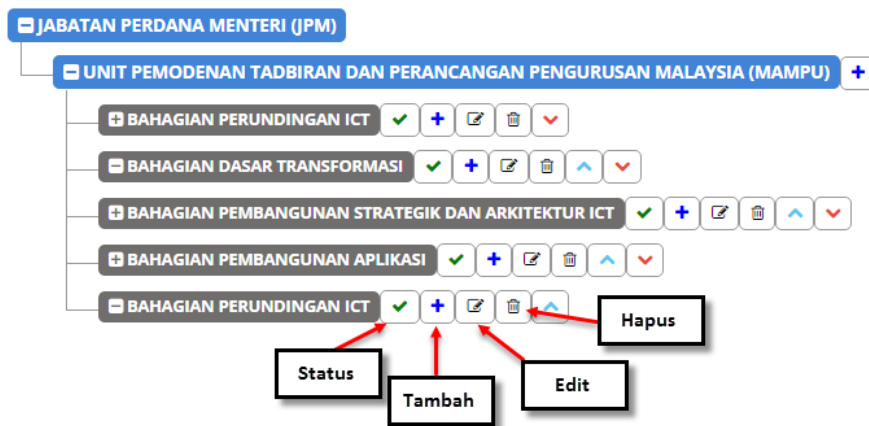 JABATAN PERDANA MENTERI (JPM)
UNIT PEMODENAN TADBIRAN DAN PERANCANGAN PENGURUSAN MALAYSIA (MAMPU)
BAHAGIAN PERUNDINGAN ICT
BAHAGIAN DASAR TRANSFORMASI
BAHAGIAN PEMBANGUNAN STRATEGIK DAN ARKITEKTUR ICT
BAHAGIAN PEMBANGUNAN APLIKASI
BAHAGIAN PERUNDINGAN ICT
Hapus
Status
Edit
Tambah